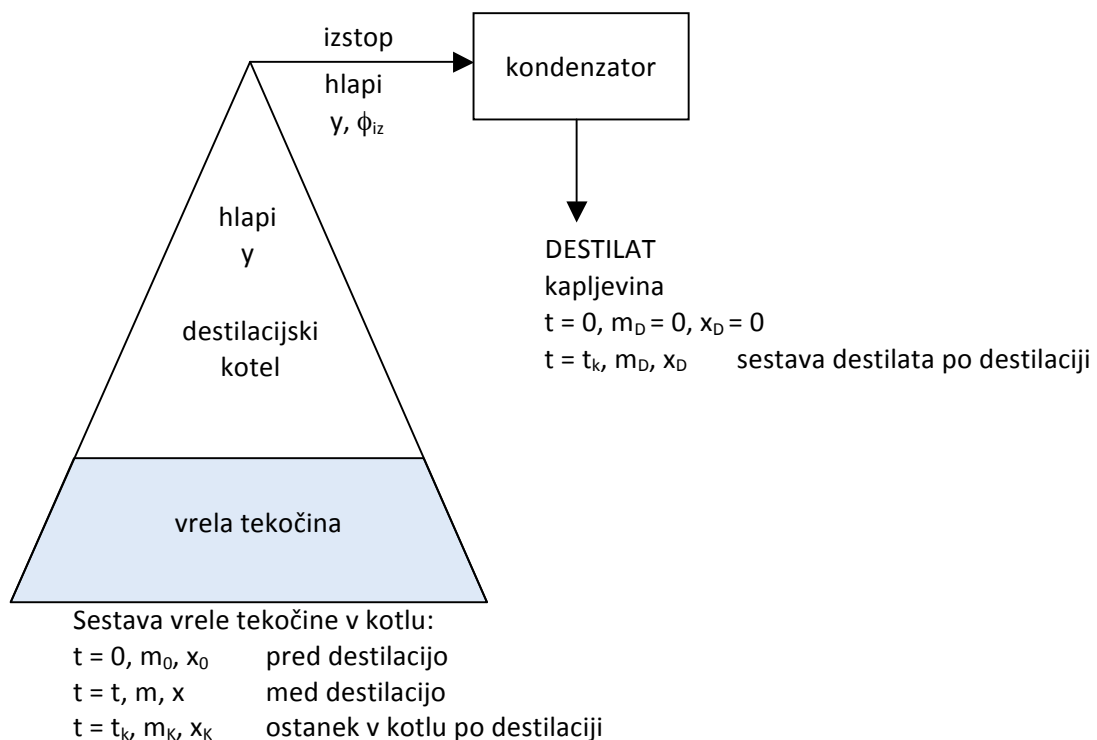 izstop
hlapi
y, ϕiz
kondenzator
hlapi
y
destilacijski
kotel
DESTILAT
kapljevina
t = 0, mD = 0, xD = 0
t = tk, mD, xD sestava destilata po destilaciji
vrela tekočina
Sestava vrele tekočine v kotlu:
t = 0, m0, x0 pred destilacijo
t = t, m, x med destilacijo
t = tk, mK, xK ostanek v kotlu po destilaciji